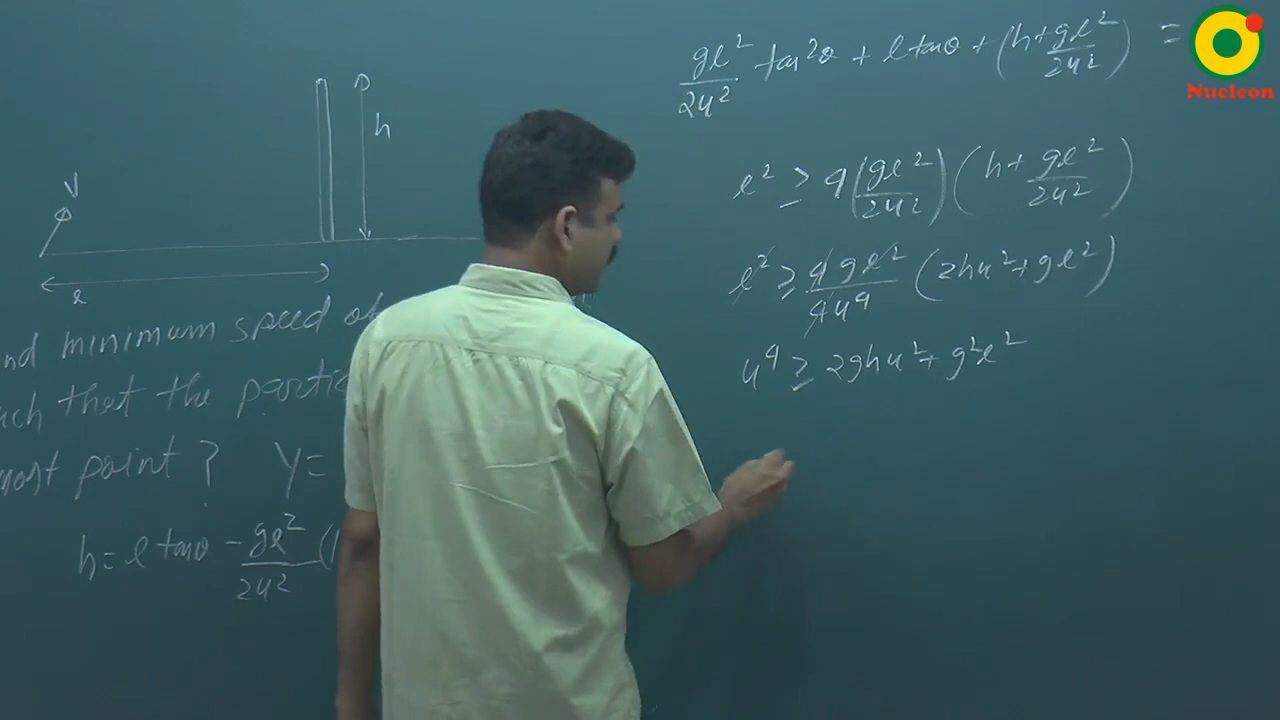 V
h
l
nd minimum speed of
uch that the partic
most point? Y=
h = l tanθ - gl²/2u² (1
gl²/2u² tan²θ + l tanθ + (h + gl²/2u²) =
l² ≥ 4(gl²/2u²)(h + gl²/2u²)
l² ≥ 4gl²/4u⁴ (2hu² + gl²)
u⁴ ≥ 2ghu² + g²l²
Nucleon